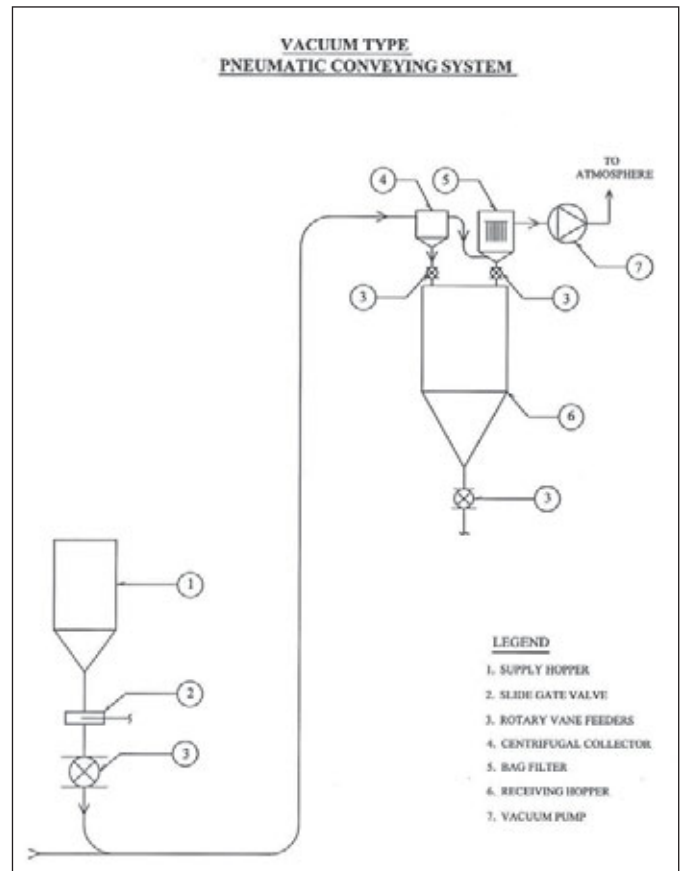 VACUUM TYPE
PNEUMATIC CONVEYING SYSTEM
TO
ATMOSPHERE
4
5
7
3
3
6
3
1
2
3
LEGEND
1. SUPPLY HOPPER
2. SLIDE GATE VALVE
3. ROTARY VANE FEEDERS
4. CENTRIFUGAL COLLECTOR
5. BAG FILTER
6. RECEIVING HOPPER
7. VACUUM PUMP